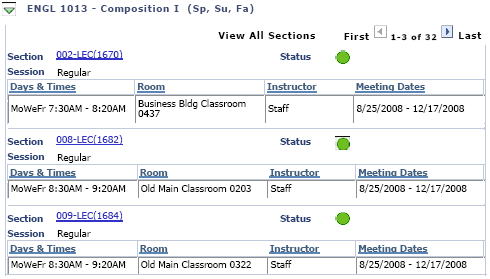 ENGL 1013 - Composition I (Sp, Su, Fa)
View All Sections First 1-3 of 32 Last
Section 002-LEC(1670) Status
Session Regular
Days & Times Room Instructor Meeting Dates
MoWeFr 7:30AM - 8:20AM Business Bldg Classroom 0437 Staff 8/25/2008 - 12/17/2008
Section 008-LEC(1682) Status
Session Regular
Days & Times Room Instructor Meeting Dates
MoWeFr 8:30AM - 9:20AM Old Main Classroom 0203 Staff 8/25/2008 - 12/17/2008
Section 009-LEC(1684) Status
Session Regular
Days & Times Room Instructor Meeting Dates
MoWeFr 8:30AM - 9:20AM Old Main Classroom 0322 Staff 8/25/2008 - 12/17/2008